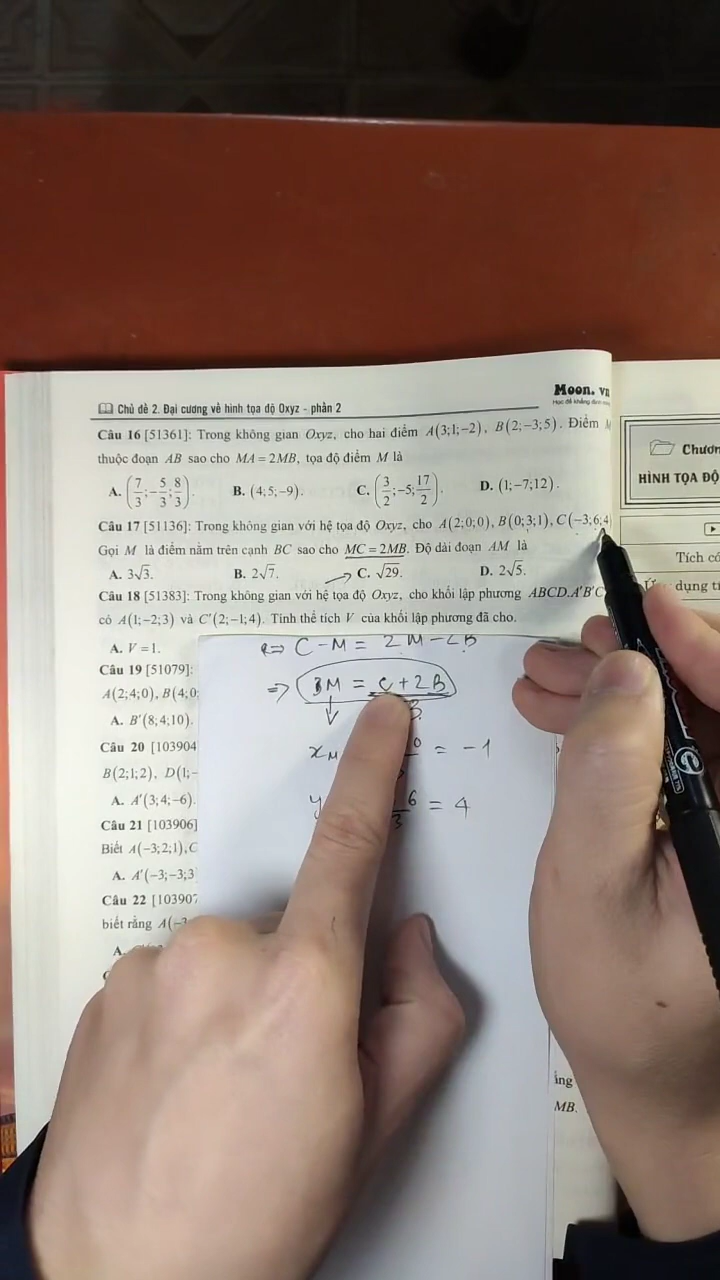 Chủ đề 2. Đại cương về hình tọa độ Oxyz - phần 2
Moon. vn
Câu 16 [51361]: Trong không gian Oxyz, cho hai điểm A(3;1;−2), B(2;−3;5). Điểm M
thuộc đoạn AB sao cho MA = 2MB, tọa độ điểm M là
A. (7/3; −5/3; 8/3). B. (4;5;−9). C. (3/2; −5; 17/2). D. (1;−7;12).
Câu 17 [51136]: Trong không gian với hệ tọa độ Oxyz, cho A(2;0;0), B(0;3;1), C(−3;6;4
Gọi M là điểm nằm trên cạnh BC sao cho MC = 2MB. Độ dài đoạn AM là
A. 3√3. B. 2√7. C. √29. D. 2√5.
Câu 18 [51383]: Trong không gian với hệ tọa độ Oxyz, cho khối lập phương ABCD.A'B'C
có A(1;−2;3) và C'(2;−1;4). Tính thể tích V của khối lập phương đã cho.
A. V = 1.
Câu 19 [51079]:
A(2;4;0), B(4;0
A. B'(8;4;10).
Câu 20 [103904
B(2;1;2), D(1;−
A. A'(3;4;−6).
Câu 21 [103906]
Biết A(−3;2;1), C
A. A'(−3;−3;3
Câu 22 [103907
biết rằng A(−3
A.
C − M = 2M − 2B
=> 3M = C + 2B
x M = −1
y 6/3 = 4
Chươn
HÌNH TỌA ĐỘ
Tích có
dụng tí
MB.